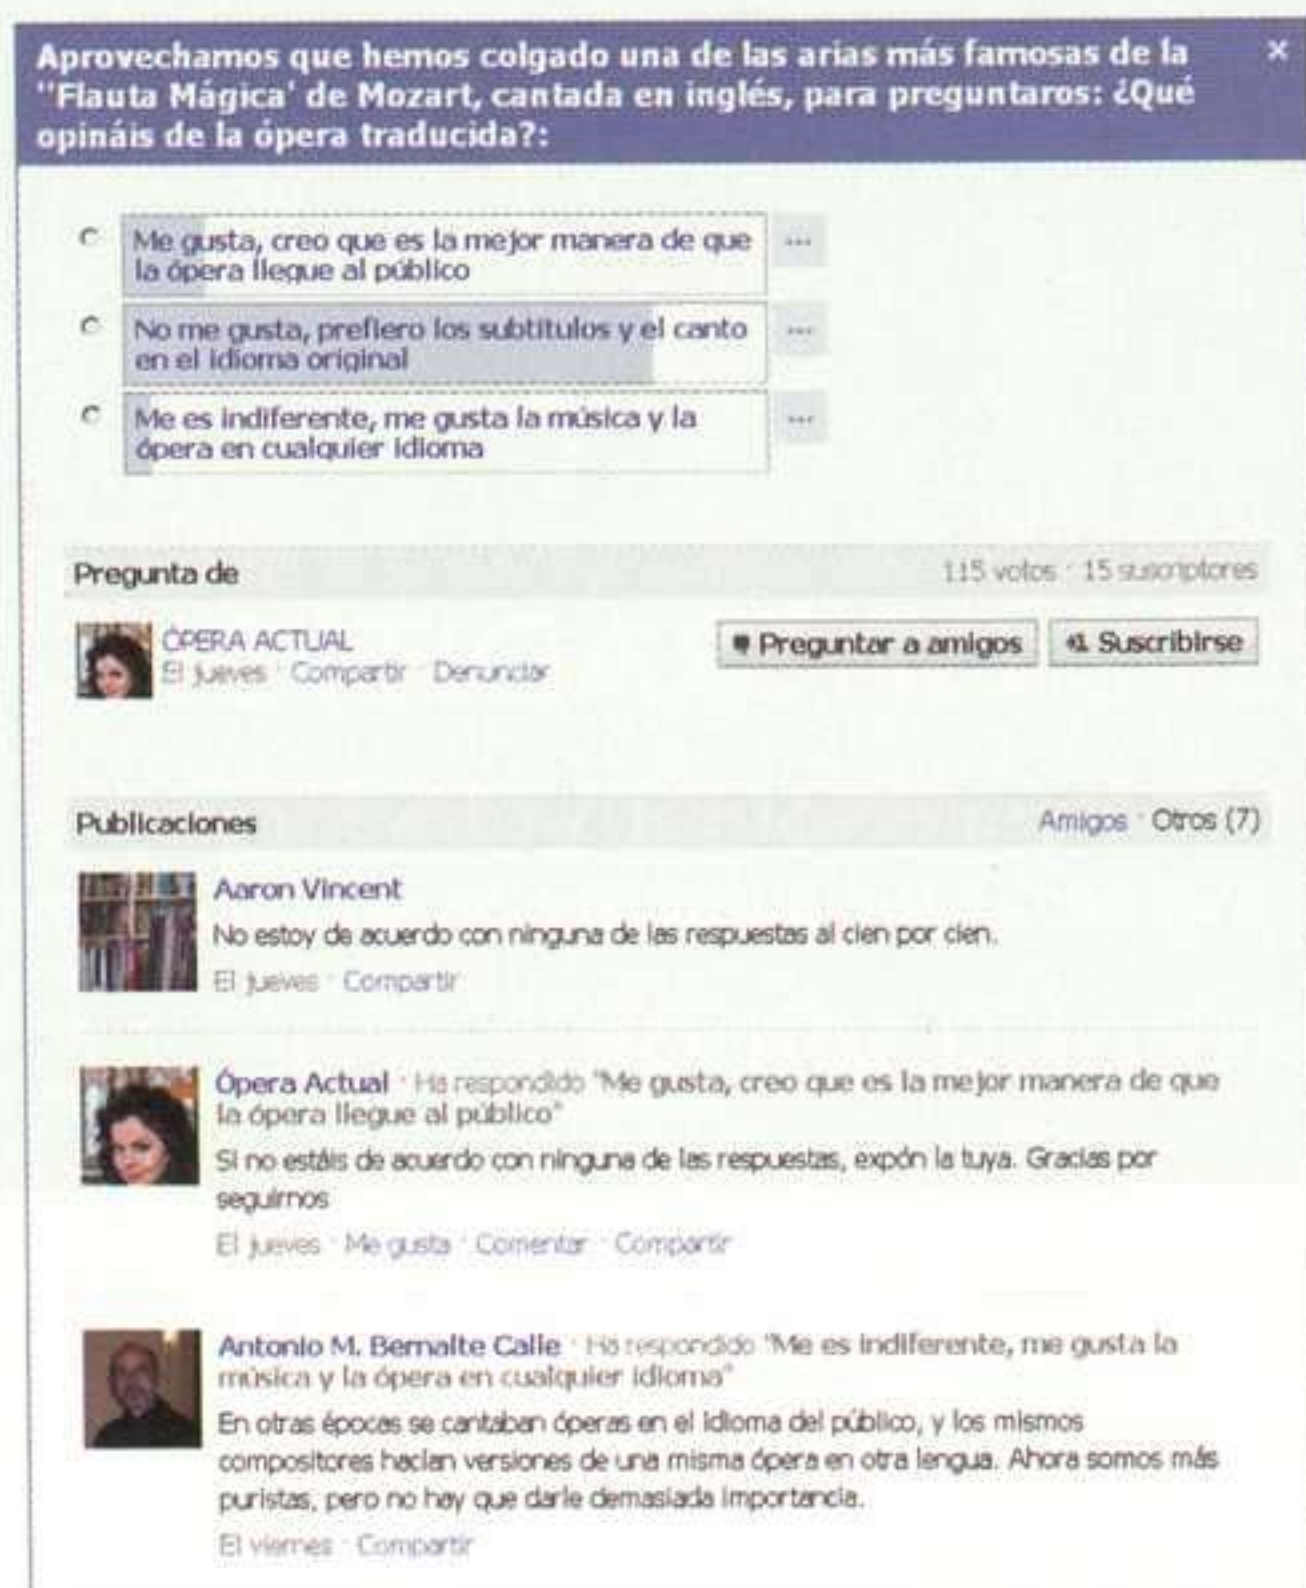 Aprovechamos que hemos colgado una de las arias más famosas de la
"Flauta Mágica' de Mozart, cantada en inglés, para preguntaros: ¿Qué
opináis de la ópera traducida?:
×
Me gusta, creo que es la mejor manera de que
la ópera llegue al público
...
No me gusta, prefiero los subtitulos y el canto
en el idioma original
...
Me es indiferente, me gusta la música y la
ópera en cualquier idioma
...
Pregunta de
115 votos · 15 suscriptores
ÓPERA ACTUAL
El jueves · Compartir · Denunciar
Preguntar a amigos
+1 Suscribirse
Publicaciones
Amigos · Otros (7)
Aaron Vincent
No estoy de acuerdo con ninguna de las respuestas al cien por cien.
El jueves · Compartir
Ópera Actual · Ha respondido "Me gusta, creo que es la mejor manera de que
la ópera llegue al público"
Si no estáis de acuerdo con ninguna de las respuestas, expón la tuya. Gracias por
seguirnos
El jueves · Me gusta · Comentar · Compartir
Antonio M. Bernalte Calle · Ha respondido "Me es indiferente, me gusta la
música y la ópera en cualquier idioma"
En otras épocas se cantaban óperas en el idioma del público, y los mismos
compositores hacían versiones de una misma ópera en otra lengua. Ahora somos más
puristas, pero no hay que darle demasiada importancia.
El viernes · Compartir